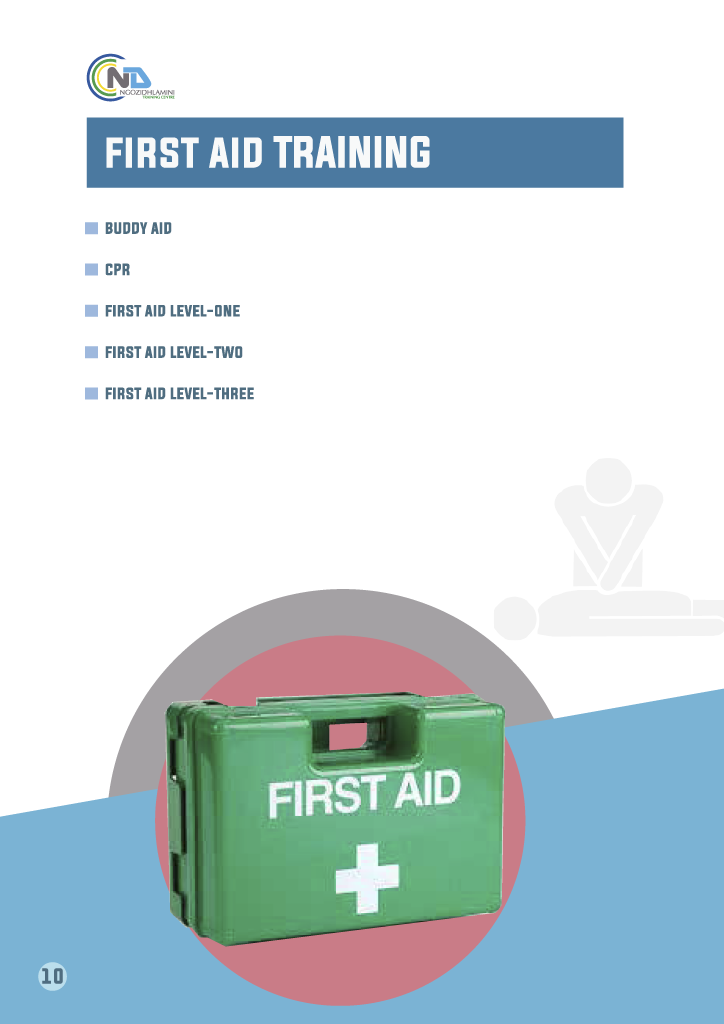 ND
NGOZIDHLAMINI
TRAINING CENTRE
FIRST AID TRAINING
BUDDY AID
CPR
FIRST AID LEVEL-ONE
FIRST AID LEVEL-TWO
FIRST AID LEVEL-THREE
FIRST AID
10